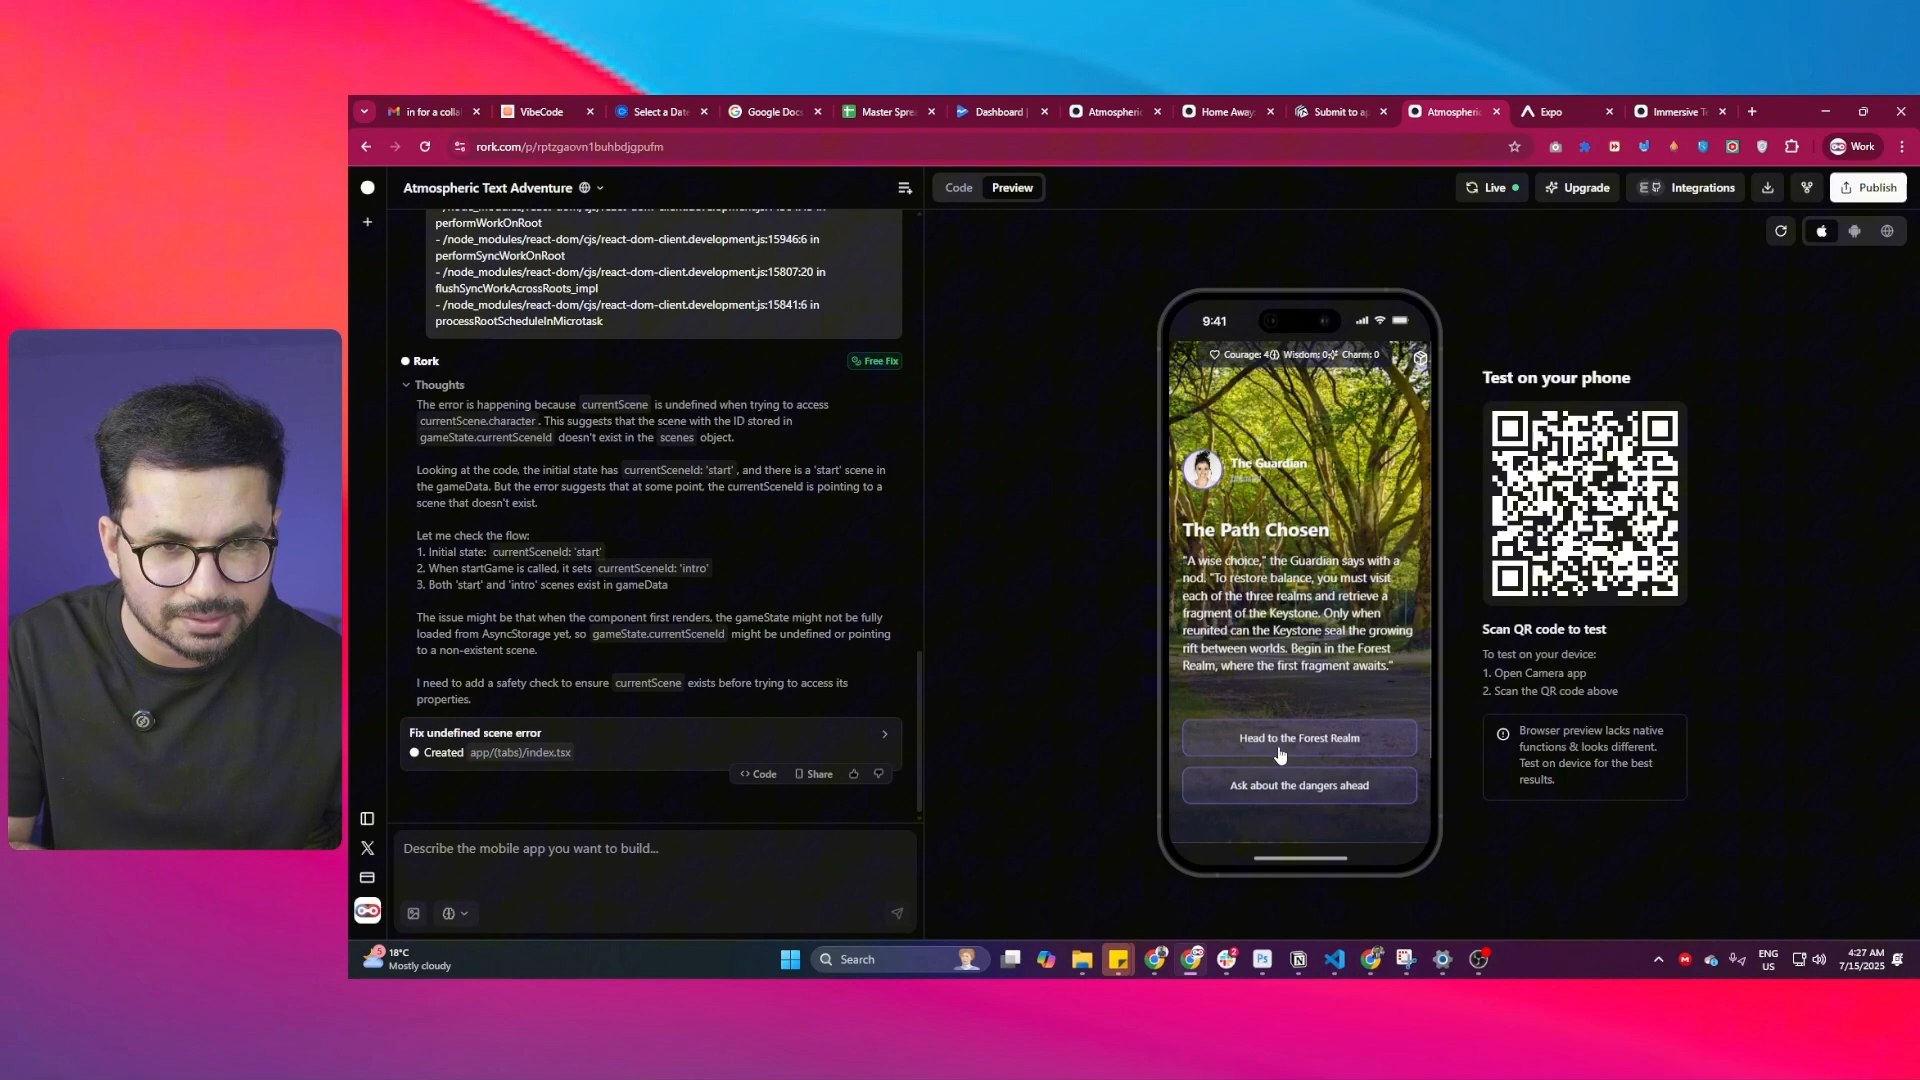 in for a colla
VibeCode
Select a Date
Google Docs
Master Spre
Dashboard |
Atmospheric
Home Away
Submit to ap
Atmospheric
Expo
Immersive Te
rork.com/p/rptzgaovn1buhbdjgpufm
Work
Atmospheric Text Adventure
Code
Preview
Live
Upgrade
Integrations
Publish
performWorkOnRoot
- /node_modules/react-dom/cjs/react-dom-client.development.js:15946:6 in
performSyncWorkOnRoot
- /node_modules/react-dom/cjs/react-dom-client.development.js:15807:20 in
flushSyncWorkAcrossRoots_impl
- /node_modules/react-dom/cjs/react-dom-client.development.js:15841:6 in
processRootScheduleInMicrotask
Rork
Free Fix
Thoughts
The error is happening because currentScene is undefined when trying to access
currentScene.character . This suggests that the scene with the ID stored in
gameState.currentSceneId doesn't exist in the scenes object.
Looking at the code, the initial state has currentSceneId: 'start' , and there is a 'start' scene in
the gameData. But the error suggests that at some point, the currentSceneId is pointing to a
scene that doesn't exist.
Let me check the flow:
1. Initial state: currentSceneId: 'start'
2. When startGame is called, it sets currentSceneId: 'intro'
3. Both 'start' and 'intro' scenes exist in gameData
The issue might be that when the component first renders, the gameState might not be fully
loaded from AsyncStorage yet, so gameState.currentSceneId might be undefined or pointing
to a non-existent scene.
I need to add a safety check to ensure currentScene exists before trying to access its
properties.
Fix undefined scene error
Created app/(tabs)/index.tsx
Code
Share
Describe the mobile app you want to build...
9:41
Courage: 4 Wisdom: 0 Charm: 0
The Guardian
The Path Chosen
"A wise choice," the Guardian says with a
nod. "To restore balance, you must visit
each of the three realms and retrieve a
fragment of the Keystone. Only when
reunited can the Keystone seal the growing
rift between worlds. Begin in the Forest
Realm, where the first fragment awaits."
Head to the Forest Realm
Ask about the dangers ahead
Test on your phone
Scan QR code to test
To test on your device:
1. Open Camera app
2. Scan the QR code above
Browser preview lacks native
functions & looks different.
Test on device for the best
results.
5
18°C
Mostly cloudy
Search
Ps
2
ENG
US
4:27 AM
7/15/2025